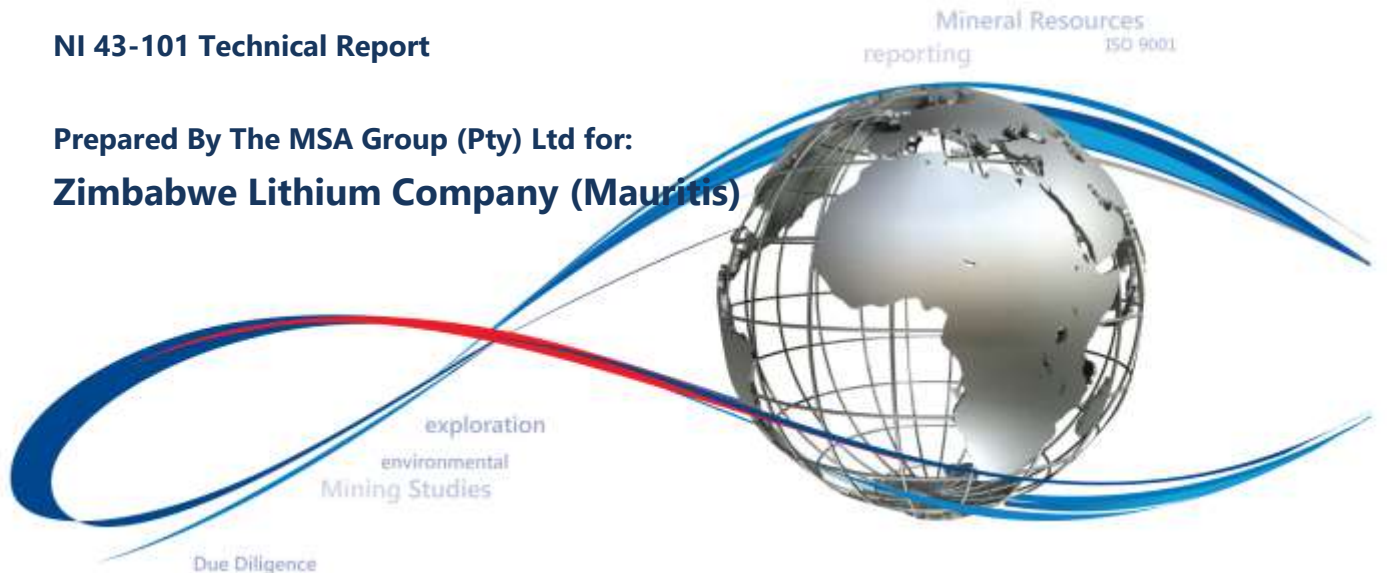 NI 43-101 Technical Report
Mineral Resources
ISO 9001
reporting
Prepared By The MSA Group (Pty) Ltd for:
Zimbabwe Lithium Company (Mauritis)
exploration
environmental
Mining Studies
Due Diligence